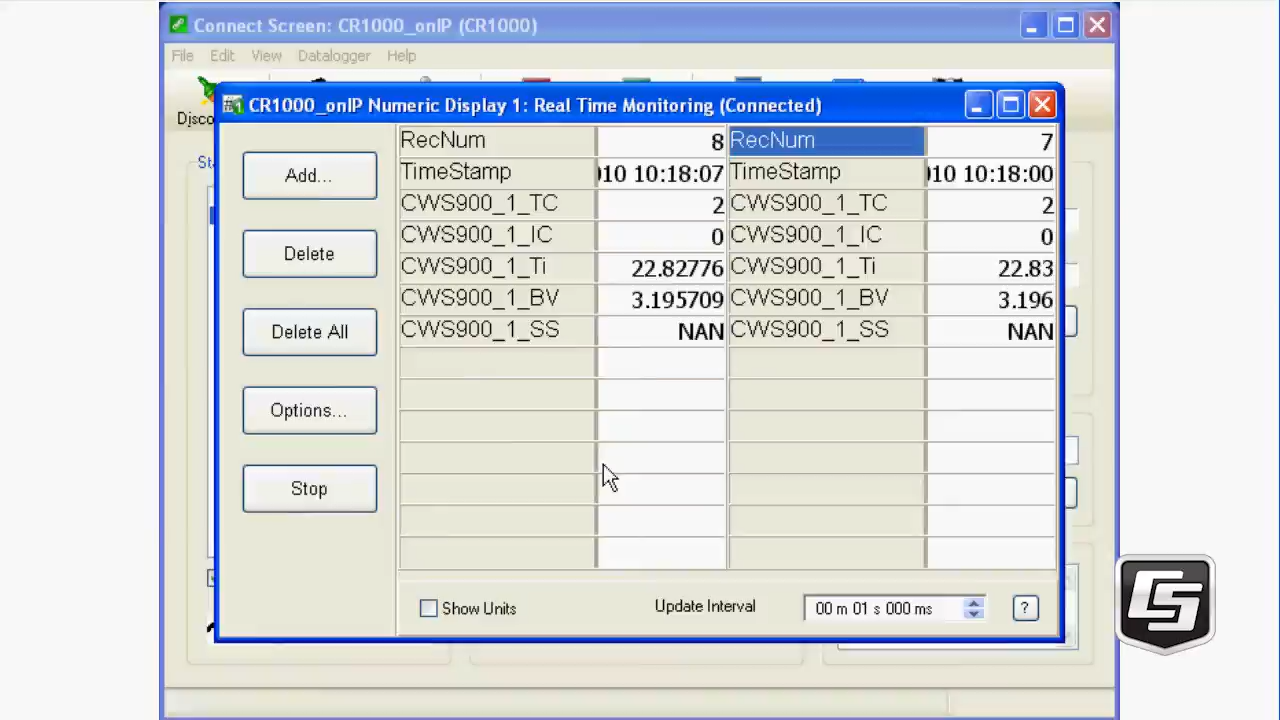 Connect Screen: CR1000_onIP (CR1000)
File Edit View Datalogger Help
CR1000_onIP Numeric Display 1: Real Time Monitoring (Connected)
Add...
Delete
Delete All
Options...
Stop
RecNum 8 RecNum 7
TimeStamp 010 10:18:07 TimeStamp 010 10:18:00
CWS900_1_TC 2 CWS900_1_TC 2
CWS900_1_IC 0 CWS900_1_IC 0
CWS900_1_Ti 22.82776 CWS900_1_Ti 22.83
CWS900_1_BV 3.195709 CWS900_1_BV 3.196
CWS900_1_SS NAN CWS900_1_SS NAN
Show Units Update Interval 00 m 01 s 000 ms ?